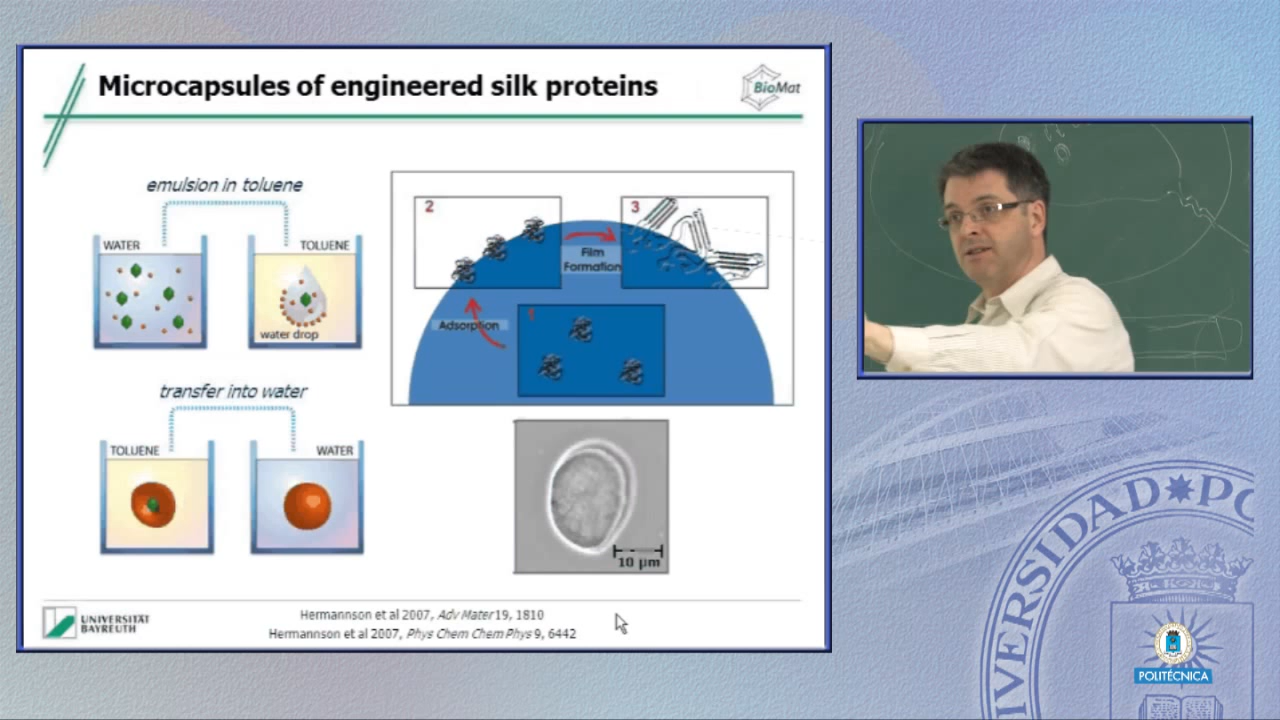 Microcapsules of engineered silk proteins
BioMat
emulsion in toluene
WATER
TOLUENE
water drop
transfer into water
TOLUENE
WATER
2
3
Film
Formation
Adsorption
1
10 µm
Hermannson et al 2007, Adv Mater 19, 1810
Hermannson et al 2007, Phys Chem Chem Phys 9, 6442
UNIVERSITÄT
BAYREUTH
UNIVERSIDAD PO
POLITÉCNICA